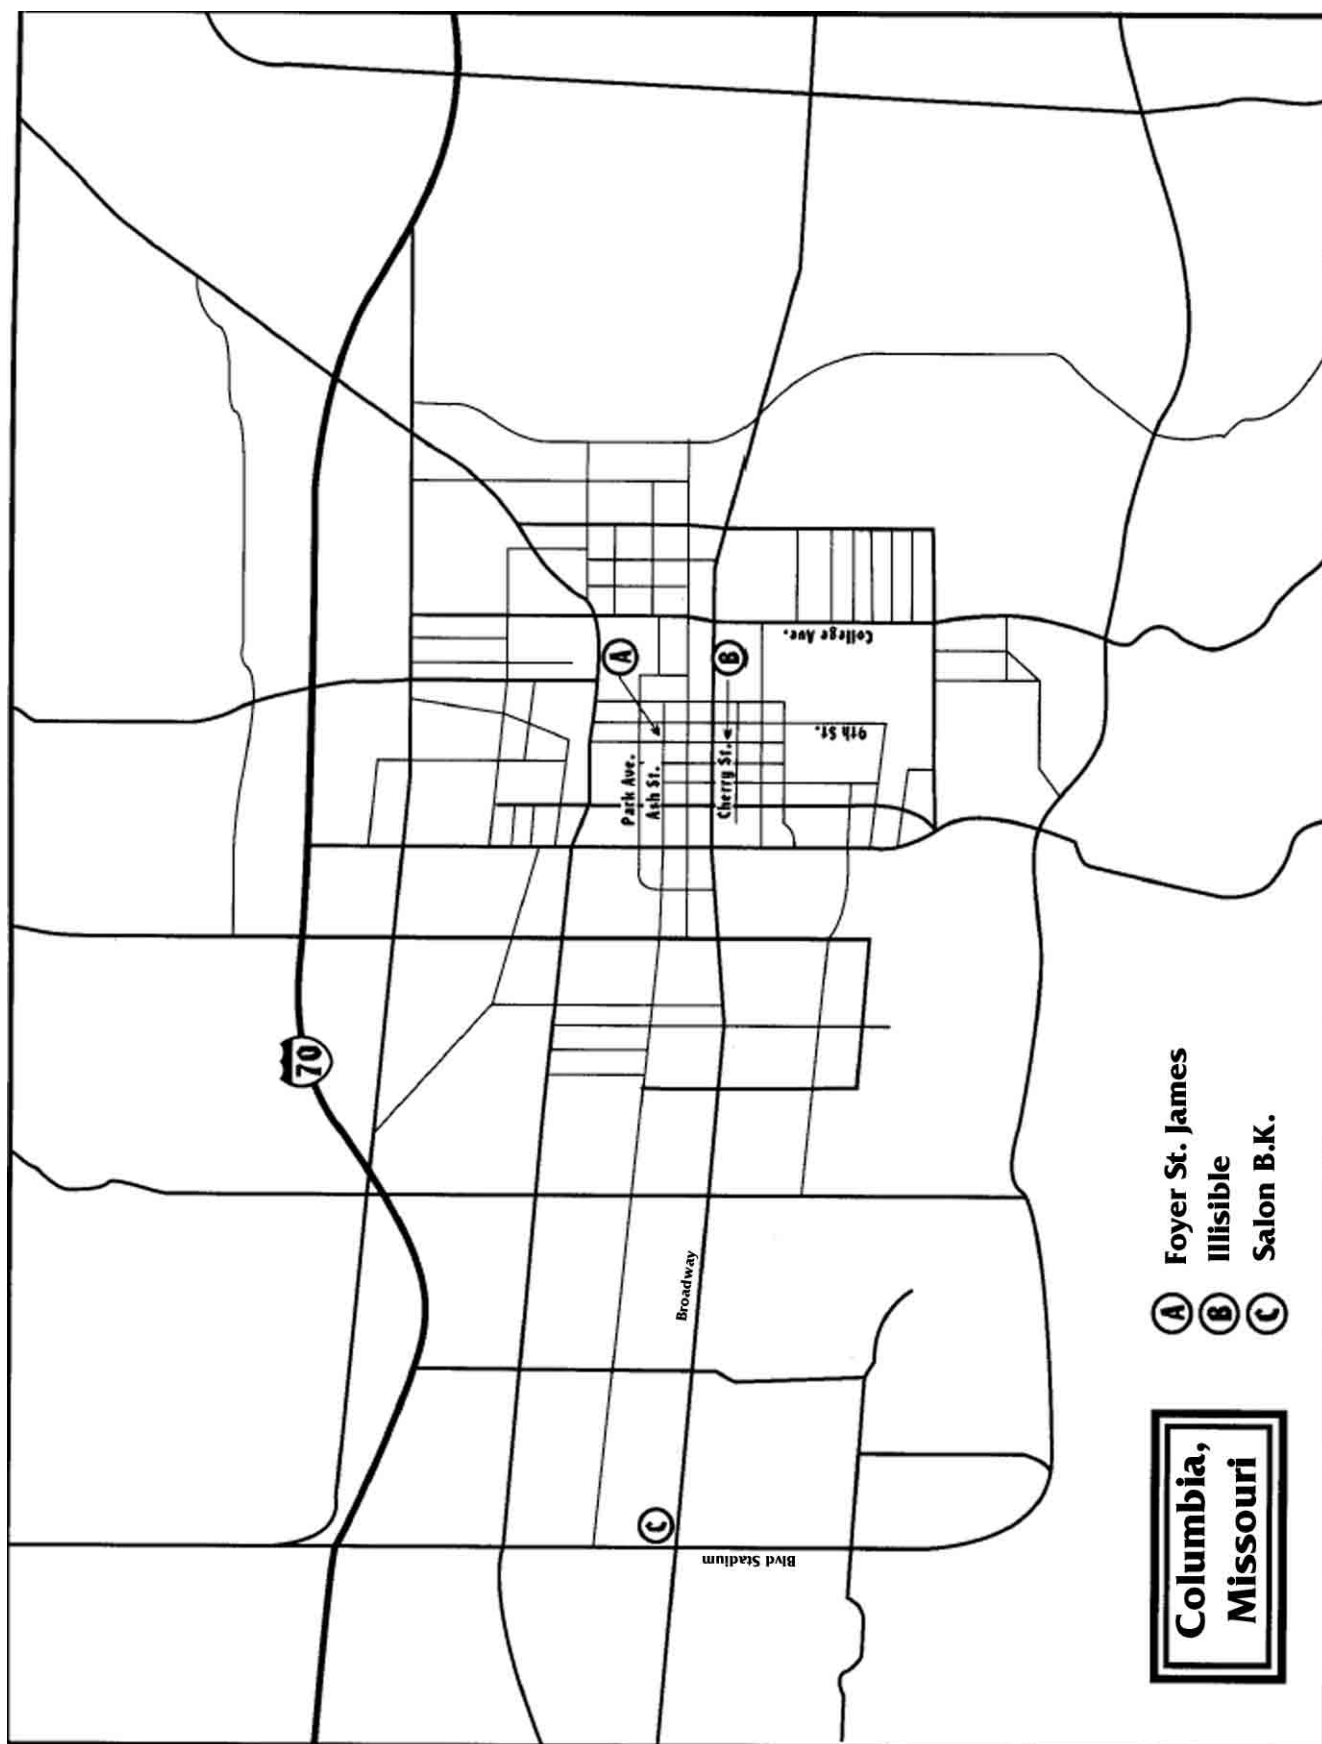 70
A
B
College Ave.
9th St.
Park Ave.
Ash St.
Cherry St.
Broadway
C
Blvd Stadium
A Foyer St. James
B Illisible
C Salon B.K.
Columbia,
Missouri